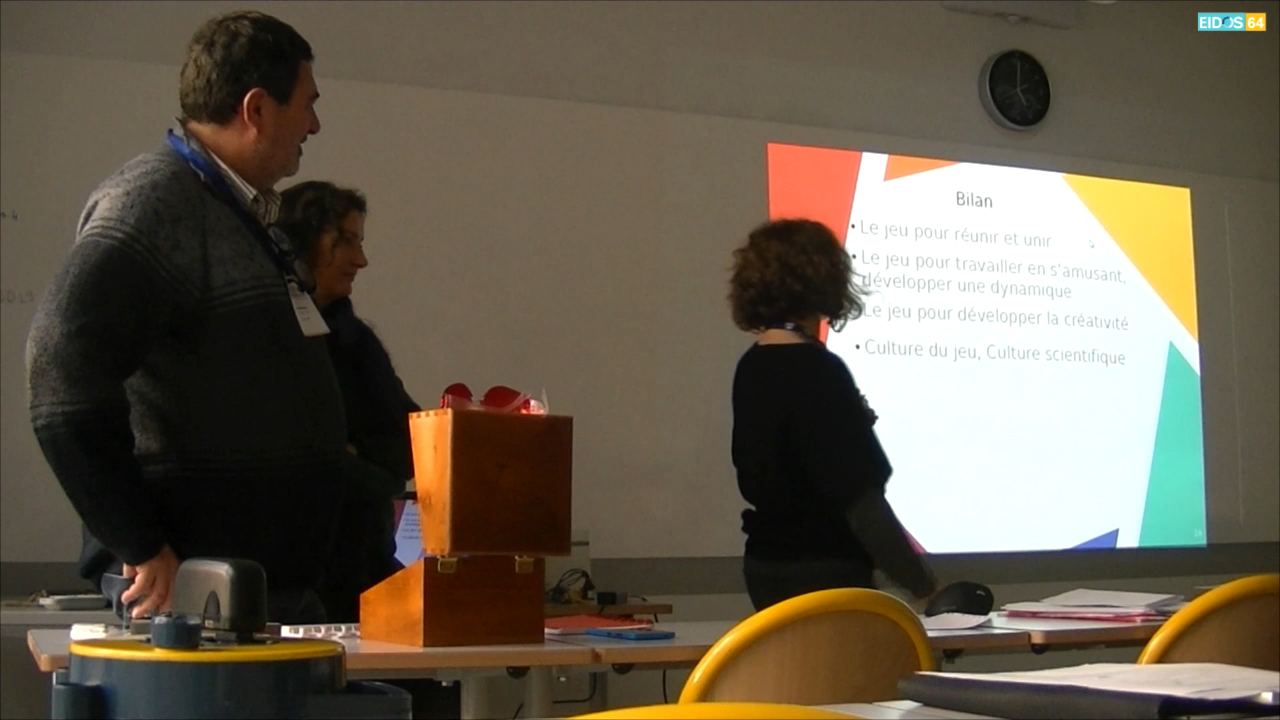 EIDOS 64
Bilan
• Le jeu pour réunir et unir
• Le jeu pour travailler en s'amusant,
développer une dynamique
Le jeu pour développer la créativité
• Culture du jeu, Culture scientifique